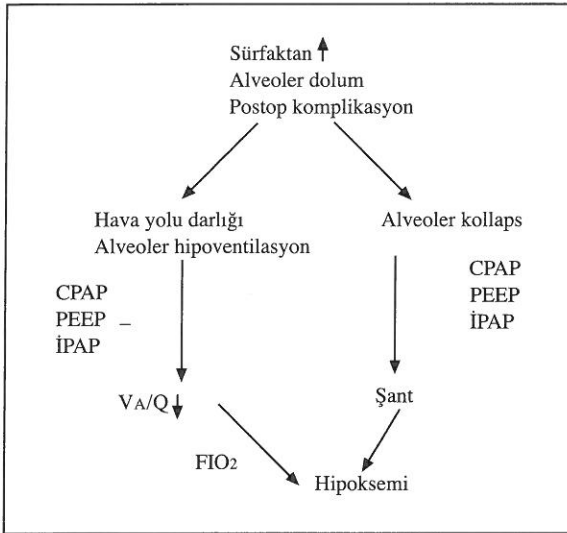 Sürfaktan ↑
Alveoler dolum
Postop komplikasyon
Hava yolu darlığı
Alveoler hipoventilasyon
Alveoler kollaps
CPAP
PEEP –
İPAP
CPAP
PEEP
İPAP
VA/Q ↓
Şant
FIO2
Hipoksemi